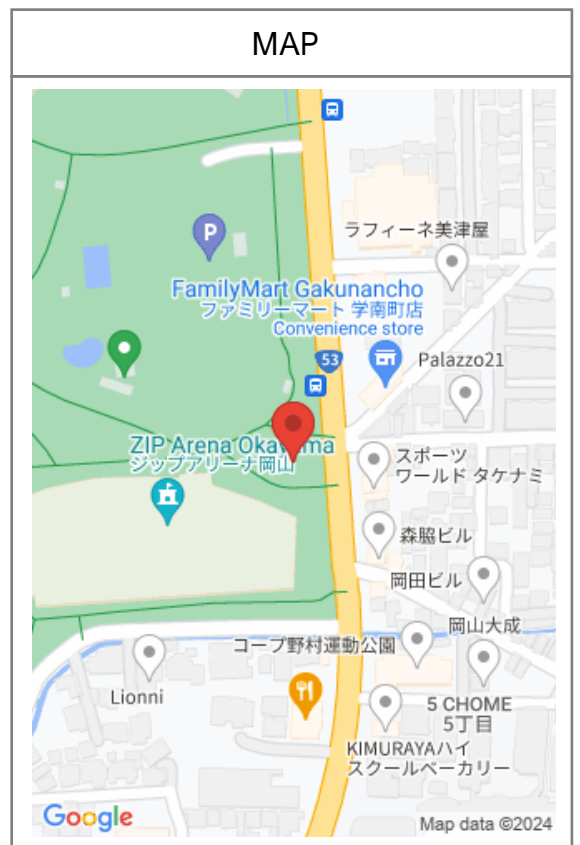 MAP
P
ラフィーネ美津屋
FamilyMart Gakunancho
ファミリーマート 学南町店
Convenience store
53
Palazzo21
ZIP Arena Okayama
ジップアリーナ岡山
スポーツ
ワールド タケナミ
森脇ビル
岡田ビル
岡山大成
コープ野村運動公園
Lionni
5 CHOME
5丁目
KIMURAYAハイ
スクールベーカリー
Google
Map data ©2024